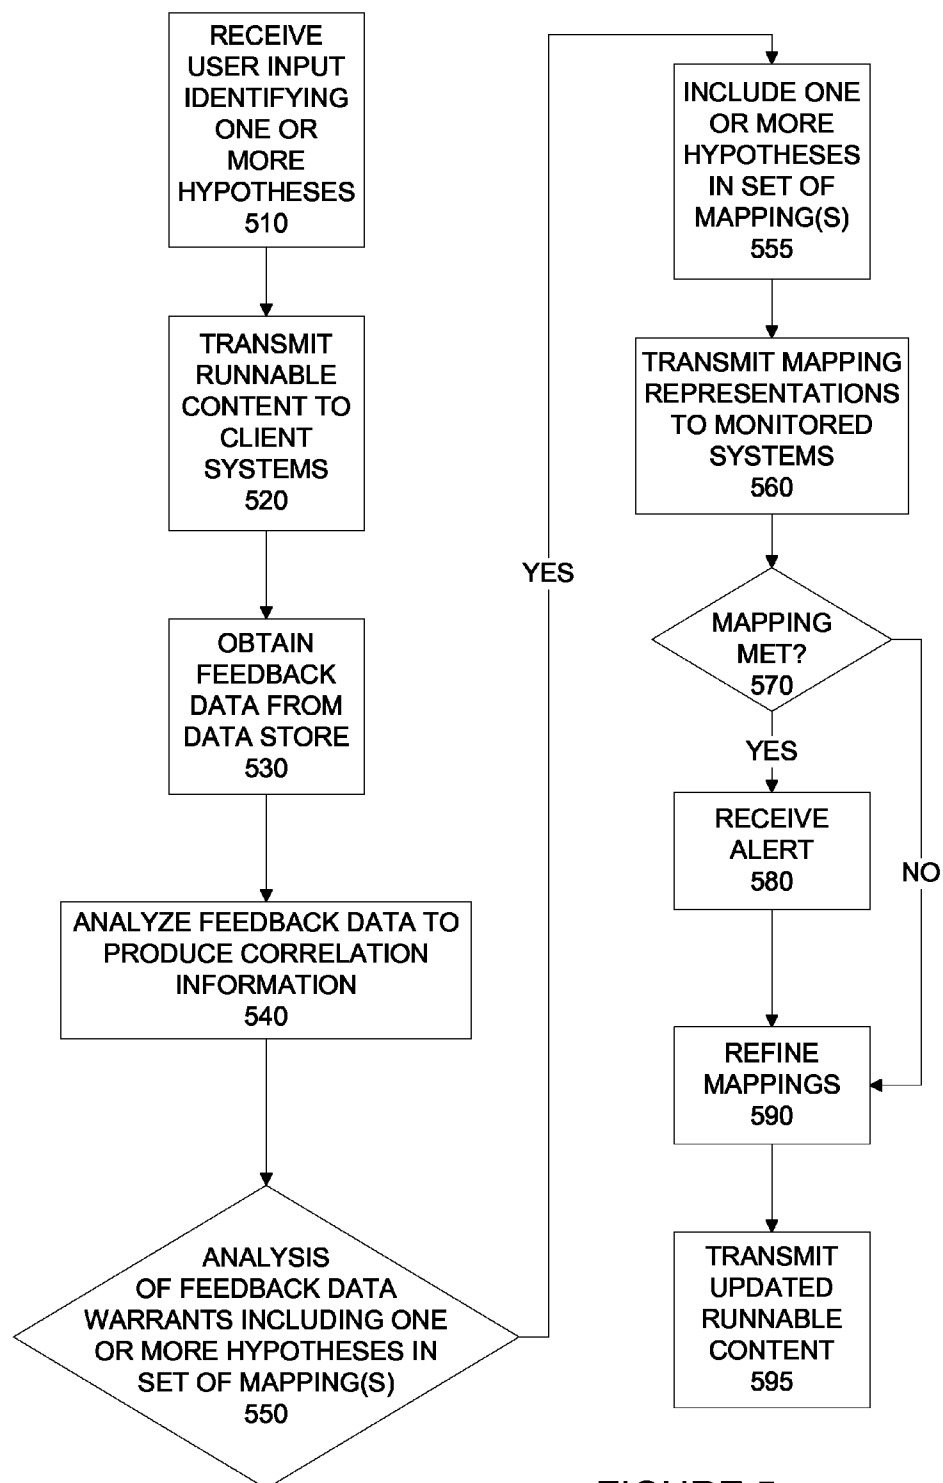 RECEIVE
USER INPUT
IDENTIFYING
ONE OR
MORE
HYPOTHESES
510
TRANSMIT
RUNNABLE
CONTENT TO
CLIENT
SYSTEMS
520
OBTAIN
FEEDBACK
DATA FROM
DATA STORE
530
ANALYZE FEEDBACK DATA TO
PRODUCE CORRELATION
INFORMATION
540
ANALYSIS
OF FEEDBACK DATA
WARRANTS INCLUDING ONE
OR MORE HYPOTHESES IN
SET OF MAPPING(S)
550
YES
INCLUDE ONE
OR MORE
HYPOTHESES
IN SET OF
MAPPING(S)
555
TRANSMIT MAPPING
REPRESENTATIONS
TO MONITORED
SYSTEMS
560
MAPPING
MET?
570
YES
NO
RECEIVE
ALERT
580
REFINE
MAPPINGS
590
TRANSMIT
UPDATED
RUNNABLE
CONTENT
595